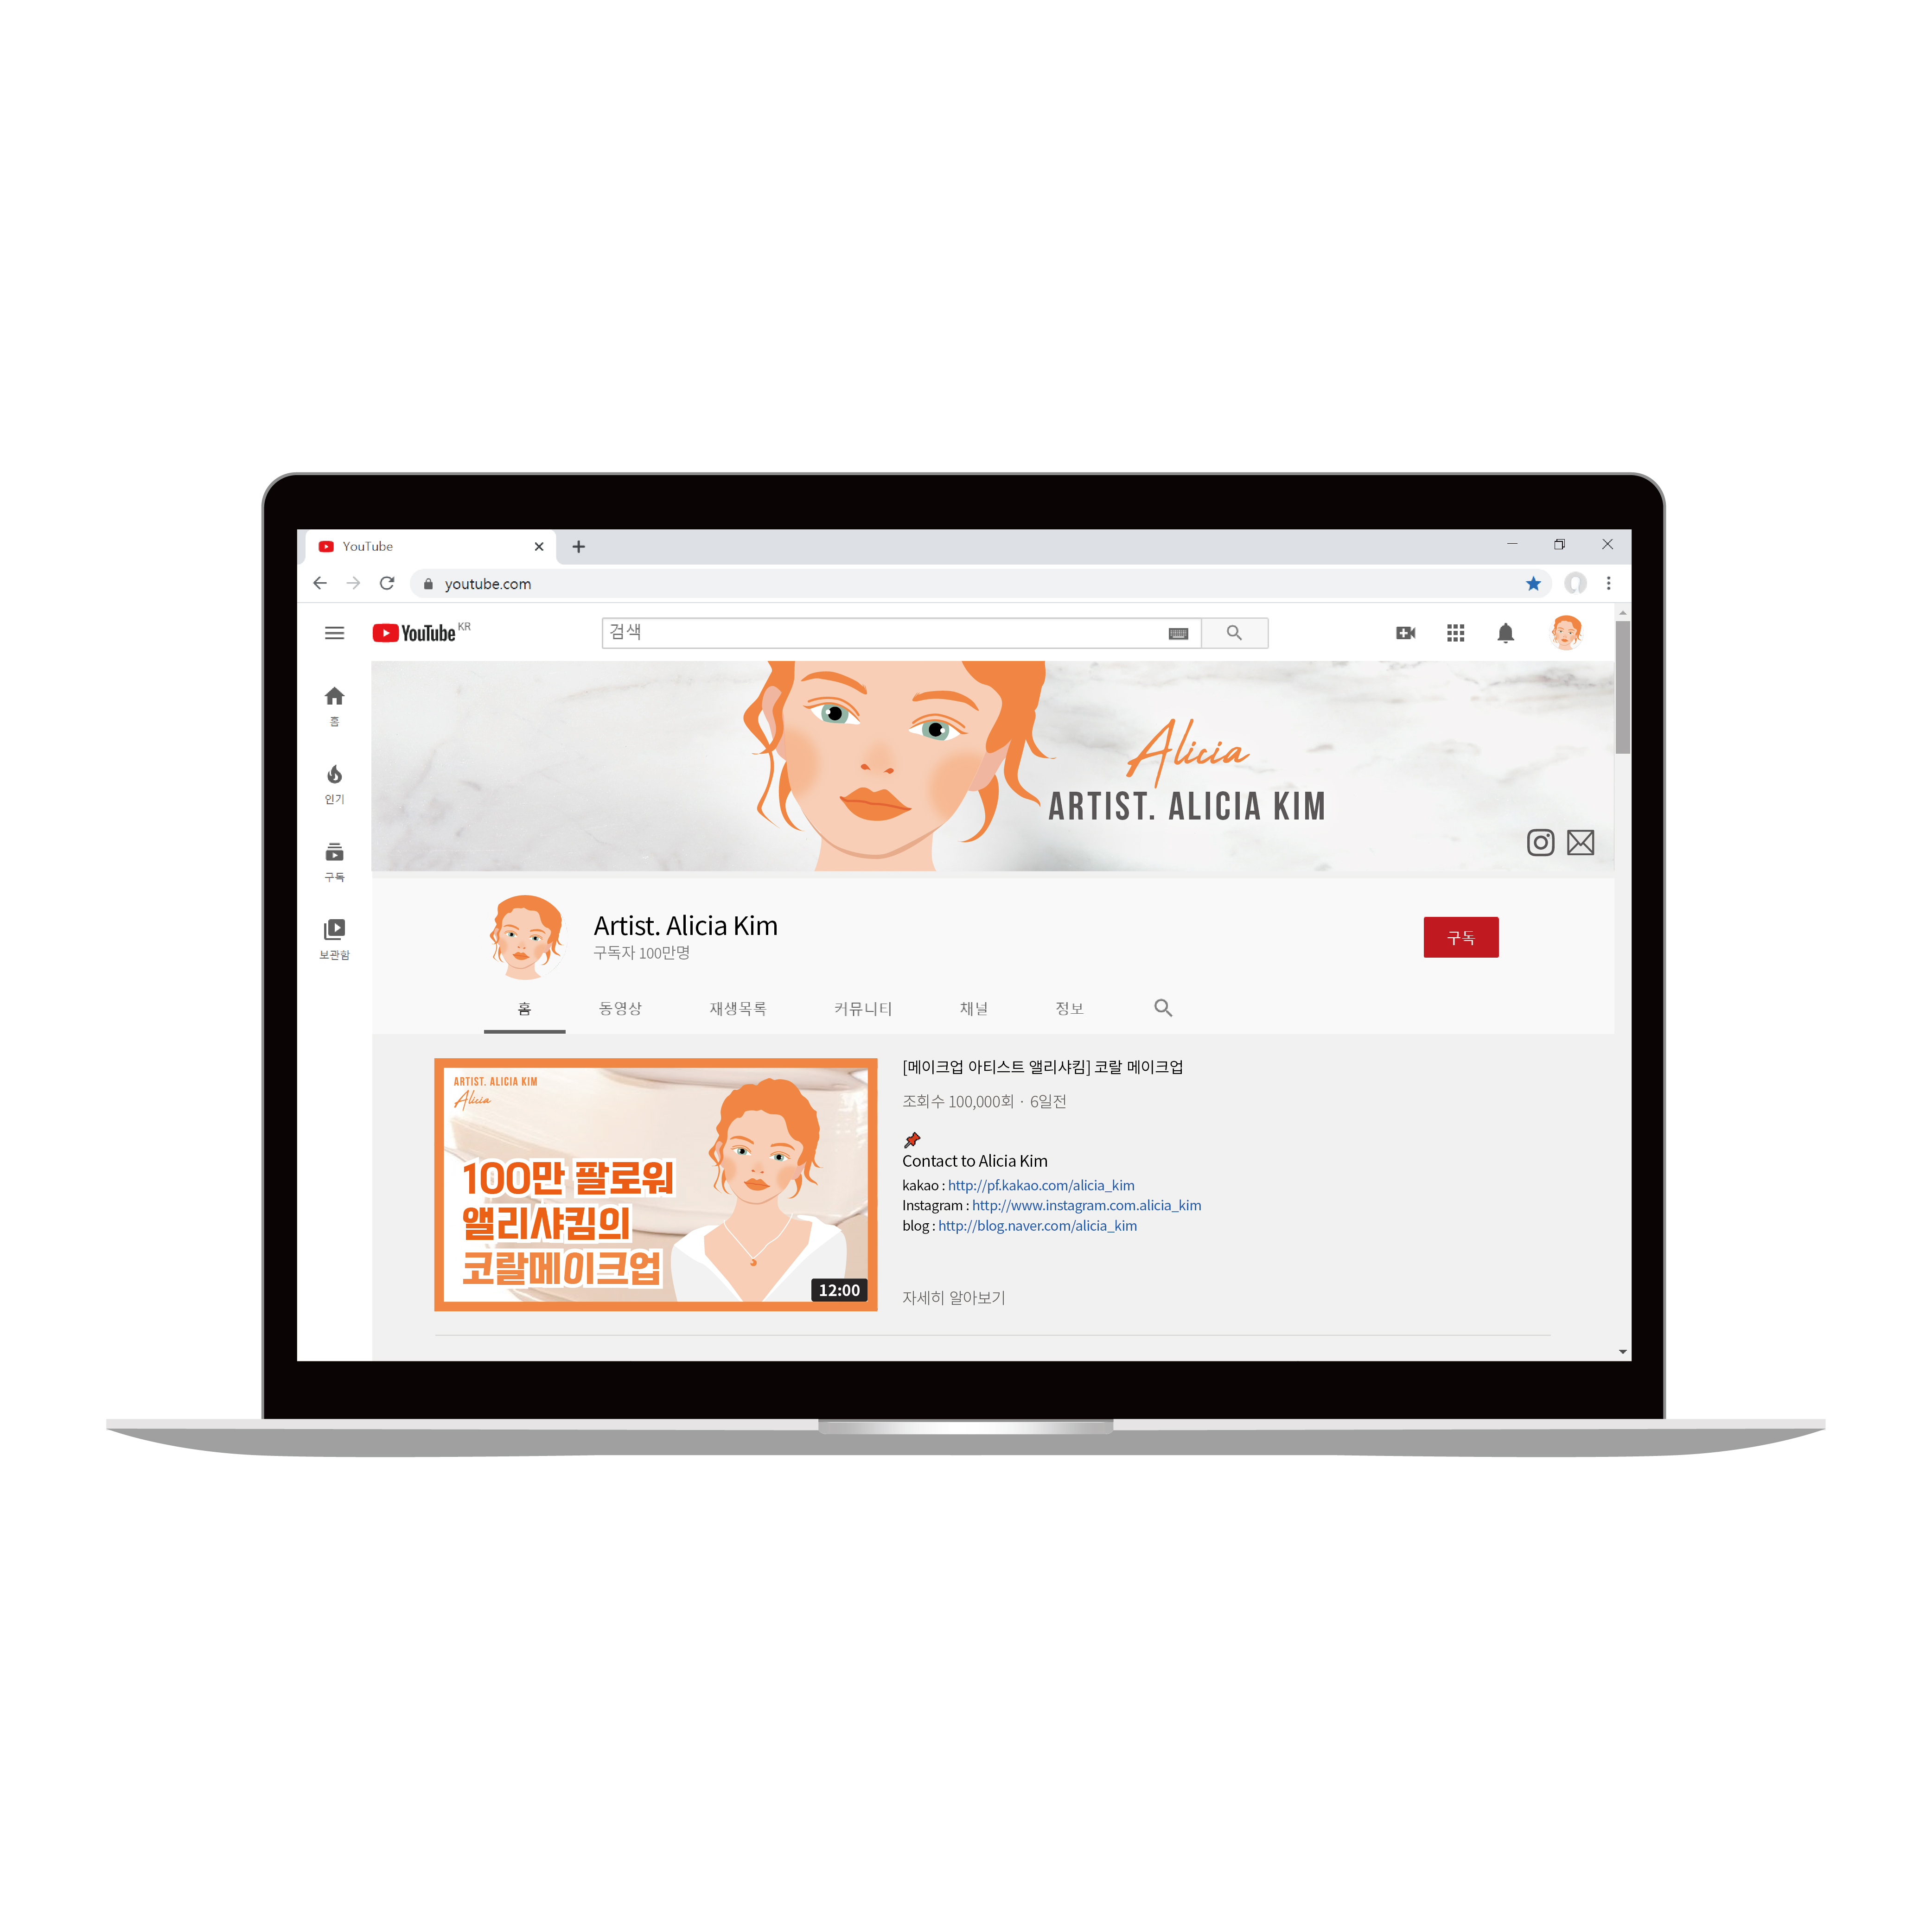 YouTube
youtube.com
YouTube KR
검색
홈
인기
구독
보관함
Alicia
ARTIST. ALICIA KIM
Artist. Alicia Kim
구독자 100만명
구독
홈 동영상 재생목록 커뮤니티 채널 정보
ARTIST. ALICIA KIM
Alicia
100만 팔로워
앨리샤킴의
코랄메이크업
12:00
[메이크업 아티스트 앨리샤킴] 코랄 메이크업
조회수 100,000회 · 6일전
Contact to Alicia Kim
kakao : http://pf.kakao.com/alicia_kim
Instagram : http://www.instagram.com.alicia_kim
blog : http://blog.naver.com/alicia_kim
자세히 알아보기